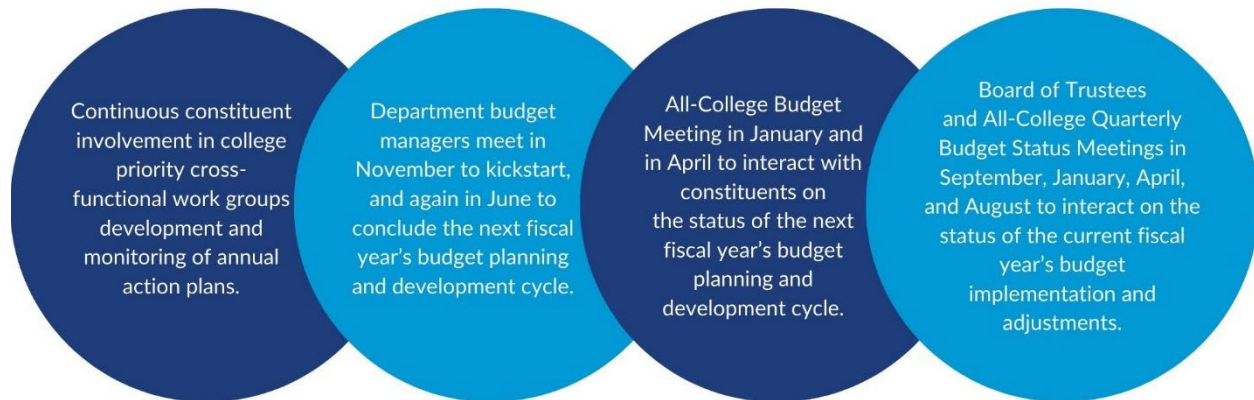 Continuous constituent
involvement in college
priority cross-
functional work groups
development and
monitoring of annual
action plans.
Department budget
managers meet in
November to kickstart,
and again in June to
conclude the next fiscal
year’s budget planning
and development cycle.
All-College Budget
Meeting in January and
in April to interact with
constituents on
the status of the next
fiscal year’s budget
planning and
development cycle.
Board of Trustees
and All-College Quarterly
Budget Status Meetings in
September, January, April,
and August to interact on the
status of the current fiscal
year’s budget
implementation and
adjustments.